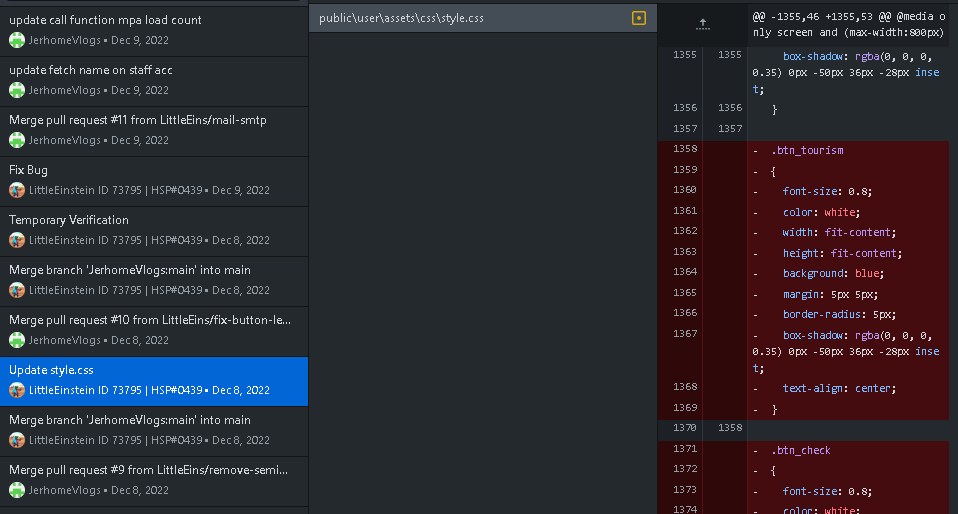 update call function mpa load count
JerhomeVlogs • Dec 9, 2022
update fetch name on staff acc
JerhomeVlogs • Dec 9, 2022
Merge pull request #11 from LittleEins/mail-smtp
JerhomeVlogs • Dec 9, 2022
Fix Bug
LittleEinstein ID 73795 | HSP#0439 • Dec 9, 2022
Temporary Verification
LittleEinstein ID 73795 | HSP#0439 • Dec 8, 2022
Merge branch 'JerhomeVlogs:main' into main
LittleEinstein ID 73795 | HSP#0439 • Dec 8, 2022
Merge pull request #10 from LittleEins/fix-button-le...
JerhomeVlogs • Dec 8, 2022
Update style.css
LittleEinstein ID 73795 | HSP#0439 • Dec 8, 2022
Merge branch 'JerhomeVlogs:main' into main
LittleEinstein ID 73795 | HSP#0439 • Dec 8, 2022
Merge pull request #9 from LittleEins/remove-semi...
JerhomeVlogs • Dec 8, 2022
public\user\assets\css\style.css
@@ -1355,46 +1355,53 @@ @media o
nly screen and (max-width:800px)
1355 1355 box-shadow: rgba(0, 0, 0,
0.35) 0px -50px 36px -28px inse
t;
1356 1356 }
1357 1357
1358 - .btn_tourism
1359 - {
1360 - font-size: 0.8;
1361 - color: white;
1362 - width: fit-content;
1363 - height: fit-content;
1364 - background: blue;
1365 - margin: 5px 5px;
1366 - border-radius: 5px;
1367 - box-shadow: rgba(0, 0, 0,
0.35) 0px -50px 36px -28px inse
t;
1368 - text-align: center;
1369 - }
1370 1358
1371 - .btn_check
1372 - {
1373 - font-size: 0.8;
1374 - color: white;